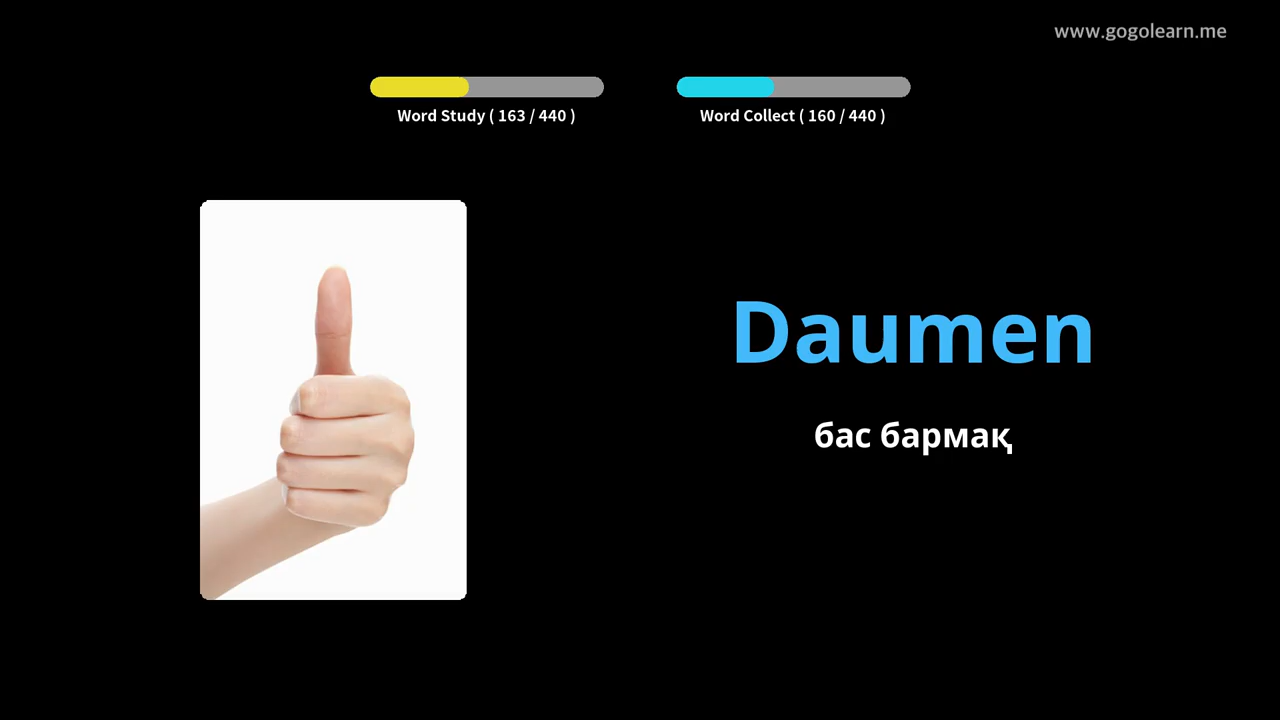 www.gogolearn.me
Word Study ( 163 / 440 )
Word Collect ( 160 / 440 )
Daumen
бас бармақ